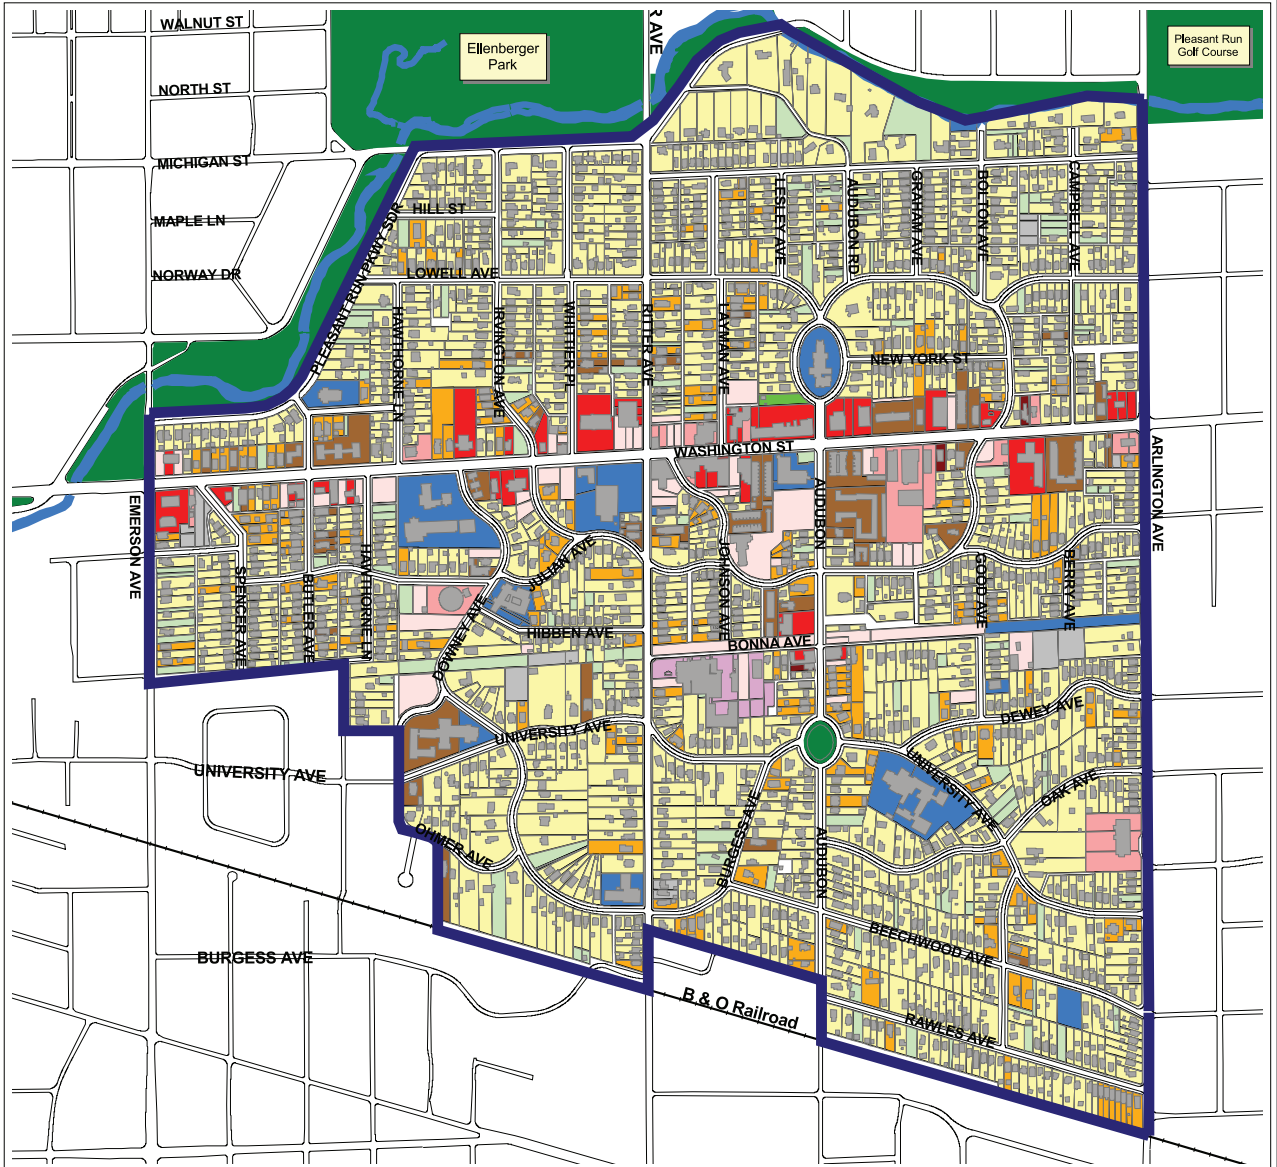 WALNUT ST
R AVE
Ellenberger
Park
Pleasant Run
Golf Course
NORTH ST
MICHIGAN ST
MAPLE LN
NORWAY DR
PLEASANT RUN PKWY SDR
HILL ST
LOWELL AVE
LESLEY AVE
AUDUBON RD
GRAHAM AVE
BOLTON AVE
CAMPBELL AVE
HAWTHORNE LN
IRVINGTON AVE
WHITTIER PL
RITTER AVE
LAYMAN AVE
NEW YORK ST
WASHINGTON ST
ARLINGTON AVE
EMERSON AVE
AUDUBON
SPENCER AVE
BUTLER AVE
HAWTHORNE LN
JULIAN AVE
JOHNSON AVE
GOOD AVE
BERRY AVE
DOWNEY AVE
HIBBEN AVE
BONNA AVE
UNIVERSITY AVE
DEWEY AVE
UNIVERSITY AVE
UNIVERSITY AVE
OAK AVE
OHMER AVE
BURGESS AVE
AUDUBON
BURGESS AVE
BEECHWOOD AVE
B & O Railroad
RAWLES AVE